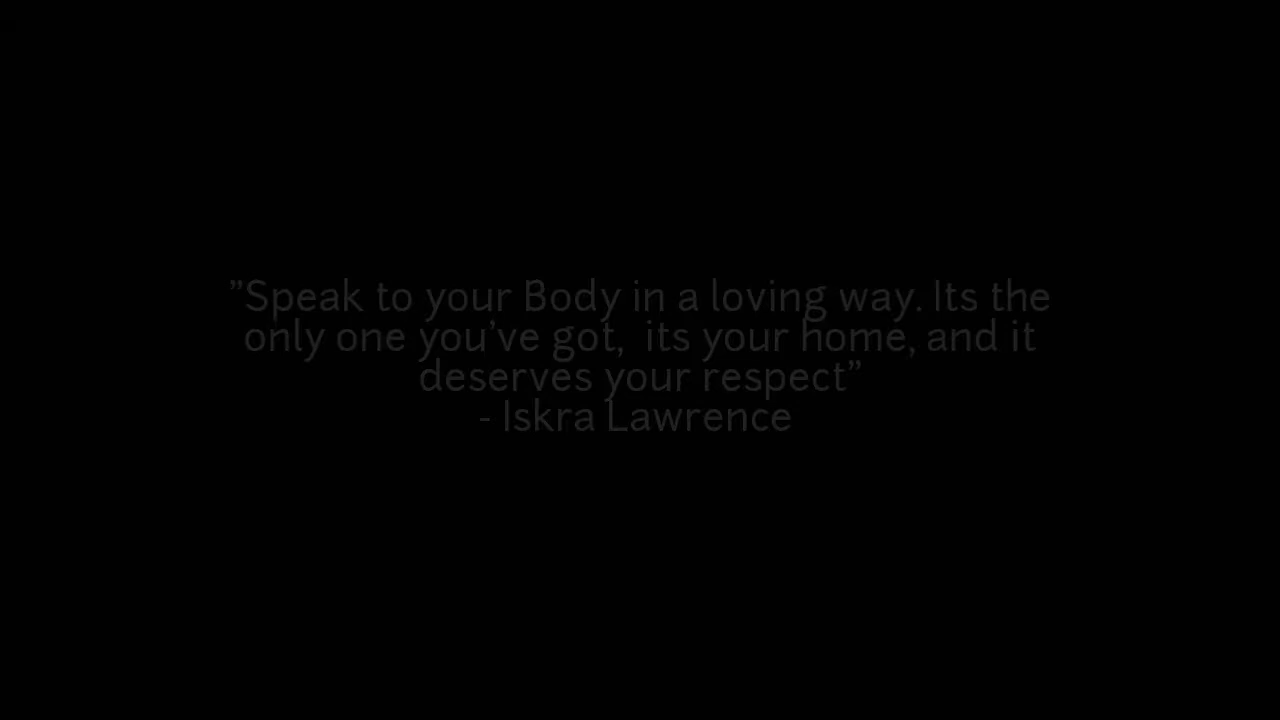 ”Speak to your Body in a loving way. Its the
only one you’ve got,  its your home, and it
deserves your respect”
- Iskra Lawrence